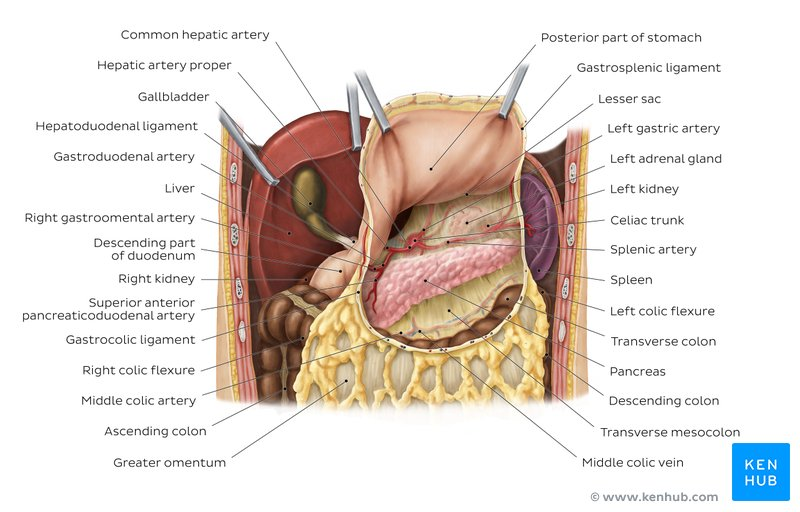 Common hepatic artery
Hepatic artery proper
Gallbladder
Hepatoduodenal ligament
Gastroduodenal artery
Liver
Right gastroomental artery
Descending part
of duodenum
Right kidney
Superior anterior
pancreaticoduodenal artery
Gastrocolic ligament
Right colic flexure
Middle colic artery
Ascending colon
Greater omentum
Posterior part of stomach
Gastrosplenic ligament
Lesser sac
Left gastric artery
Left adrenal gland
Left kidney
Celiac trunk
Splenic artery
Spleen
Left colic flexure
Transverse colon
Pancreas
Descending colon
Transverse mesocolon
Middle colic vein
KEN
HUB
© www.kenhub.com